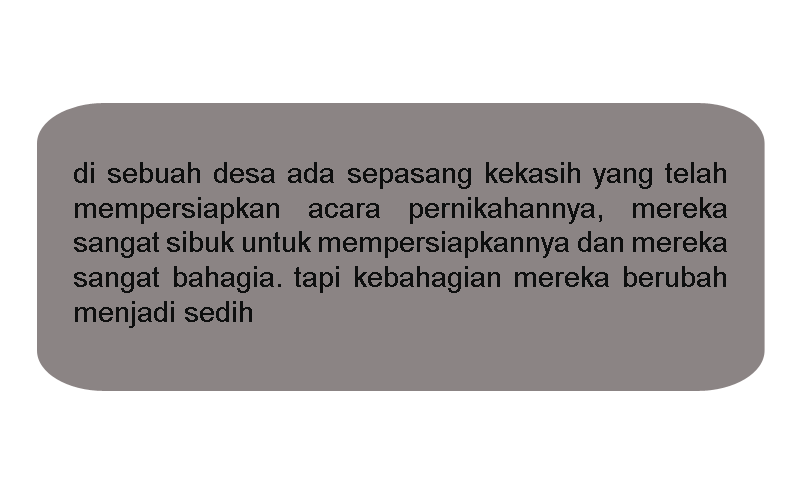 di sebuah desa ada sepasang kekasih yang telah
mempersiapkan acara pernikahannya, mereka
sangat sibuk untuk mempersiapkannya dan mereka
sangat bahagia. tapi kebahagian mereka berubah
menjadi sedih